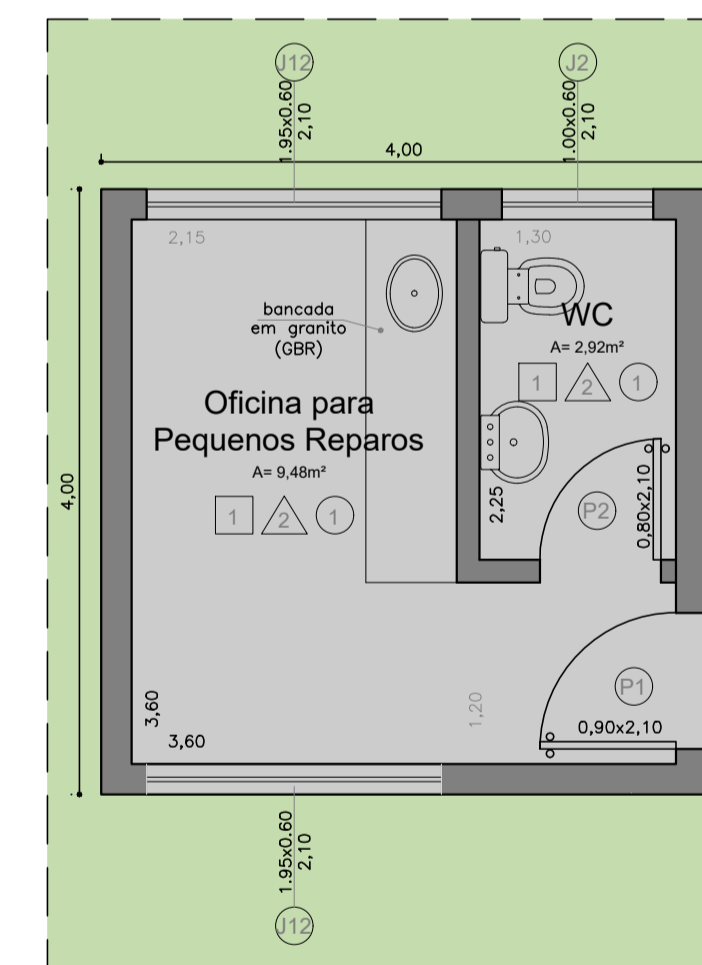 J12
J2
1.95x0.60
2,10
1.00x0.60
2,10
4,00
2,15
1,30
bancada
em granito
(GBR)
WC
A= 2,92m²
1
2
1
Oficina para
Pequenos Reparos
A= 9,48m²
1
2
1
4,00
2,25
P2
0,80x2,10
3,60
3,60
1,20
P1
0,90x2,10
1.95x0.60
2,10
J12